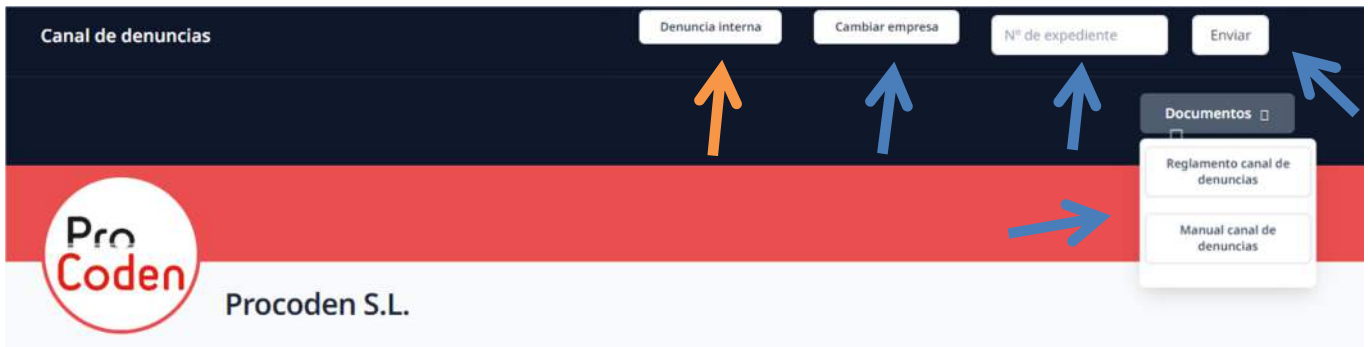 Canal de denuncias
Denuncia interna
Cambiar empresa
Nº de expediente
Enviar
Documentos
Reglamento canal de
denuncias
Manual canal de
denuncias
Pro
Coden
Procoden S.L.